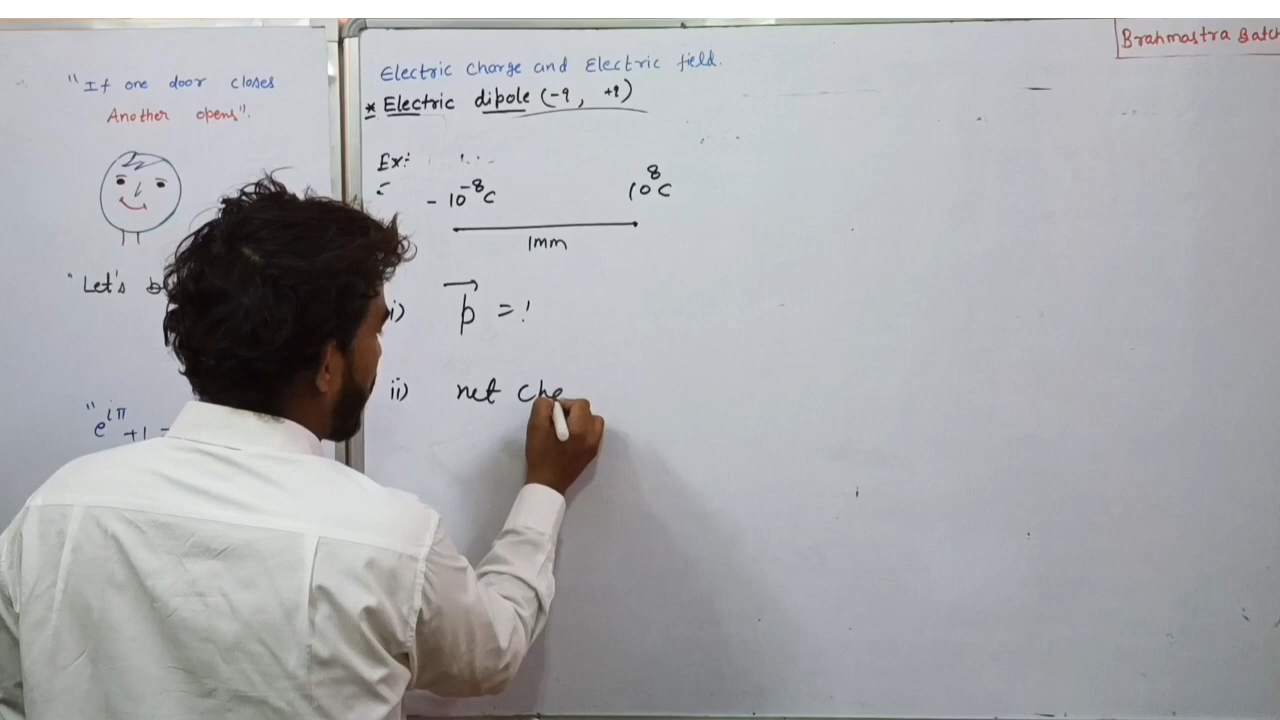 "If one door closes
Another opens".
"Let's
"e^iπ +1
Brahmastra Batch
Electric Charge and Electric field.
* Electric dipole (-q, +q)
Ex:-
- 10^-8 C
10^8 C
1mm
i) p⃗ = ?
ii) net Cha